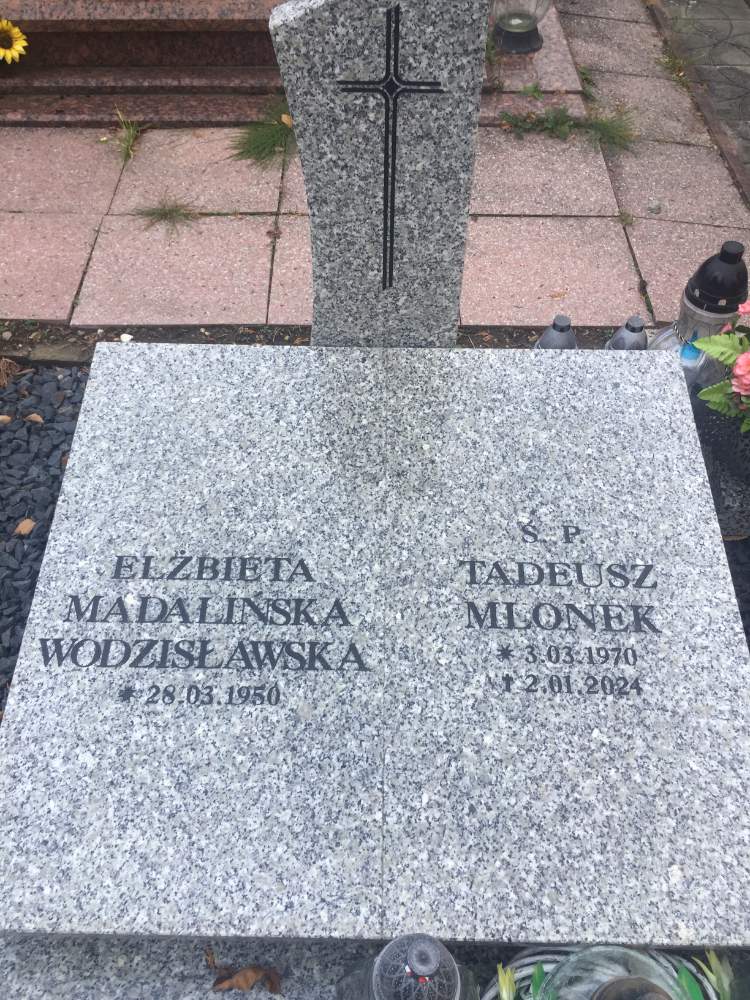 ELŻBIETA
MADALIŃSKA
WODZISŁAWSKA
* 28.03.1950
Ś. P.
TADEUSZ
MLONEK
* 3.03.1970
† 2.01.2024